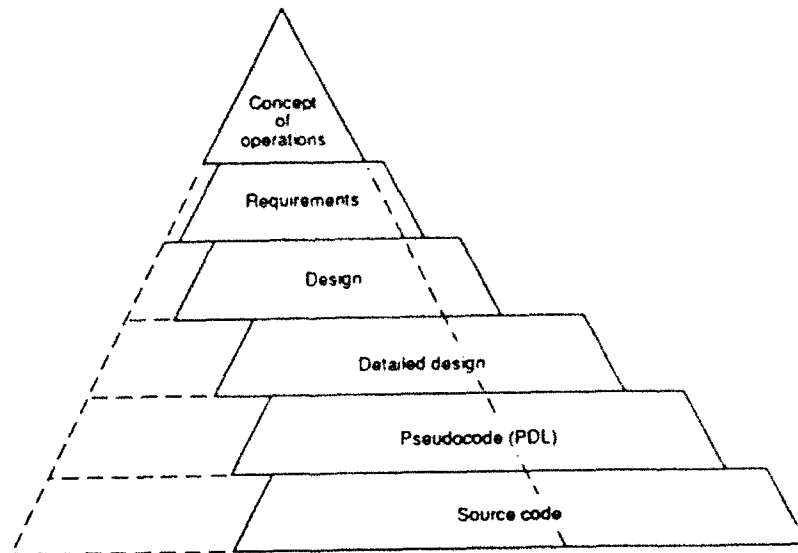 Concept
of
operations
Requirements
Design
Detailed design
Pseudocode (PDL)
Source code